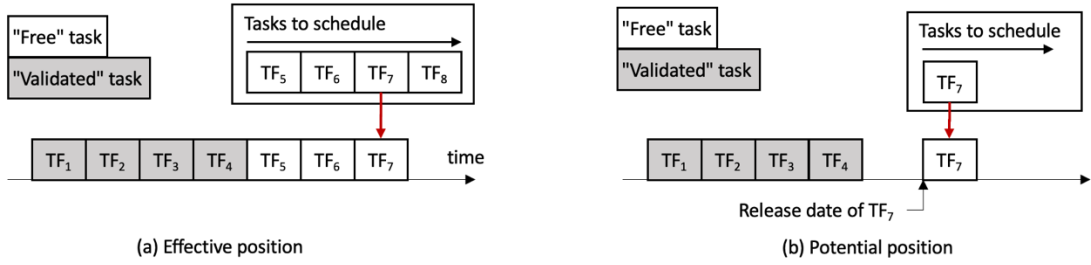 "Free" task
"Validated" task
Tasks to schedule
TF₅ TF₆ TF₇ TF₈
TF₁ TF₂ TF₃ TF₄ TF₅ TF₆ TF₇ time
(a) Effective position
"Free" task
"Validated" task
Tasks to schedule
TF₇
TF₁ TF₂ TF₃ TF₄ TF₇
Release date of TF₇
(b) Potential position